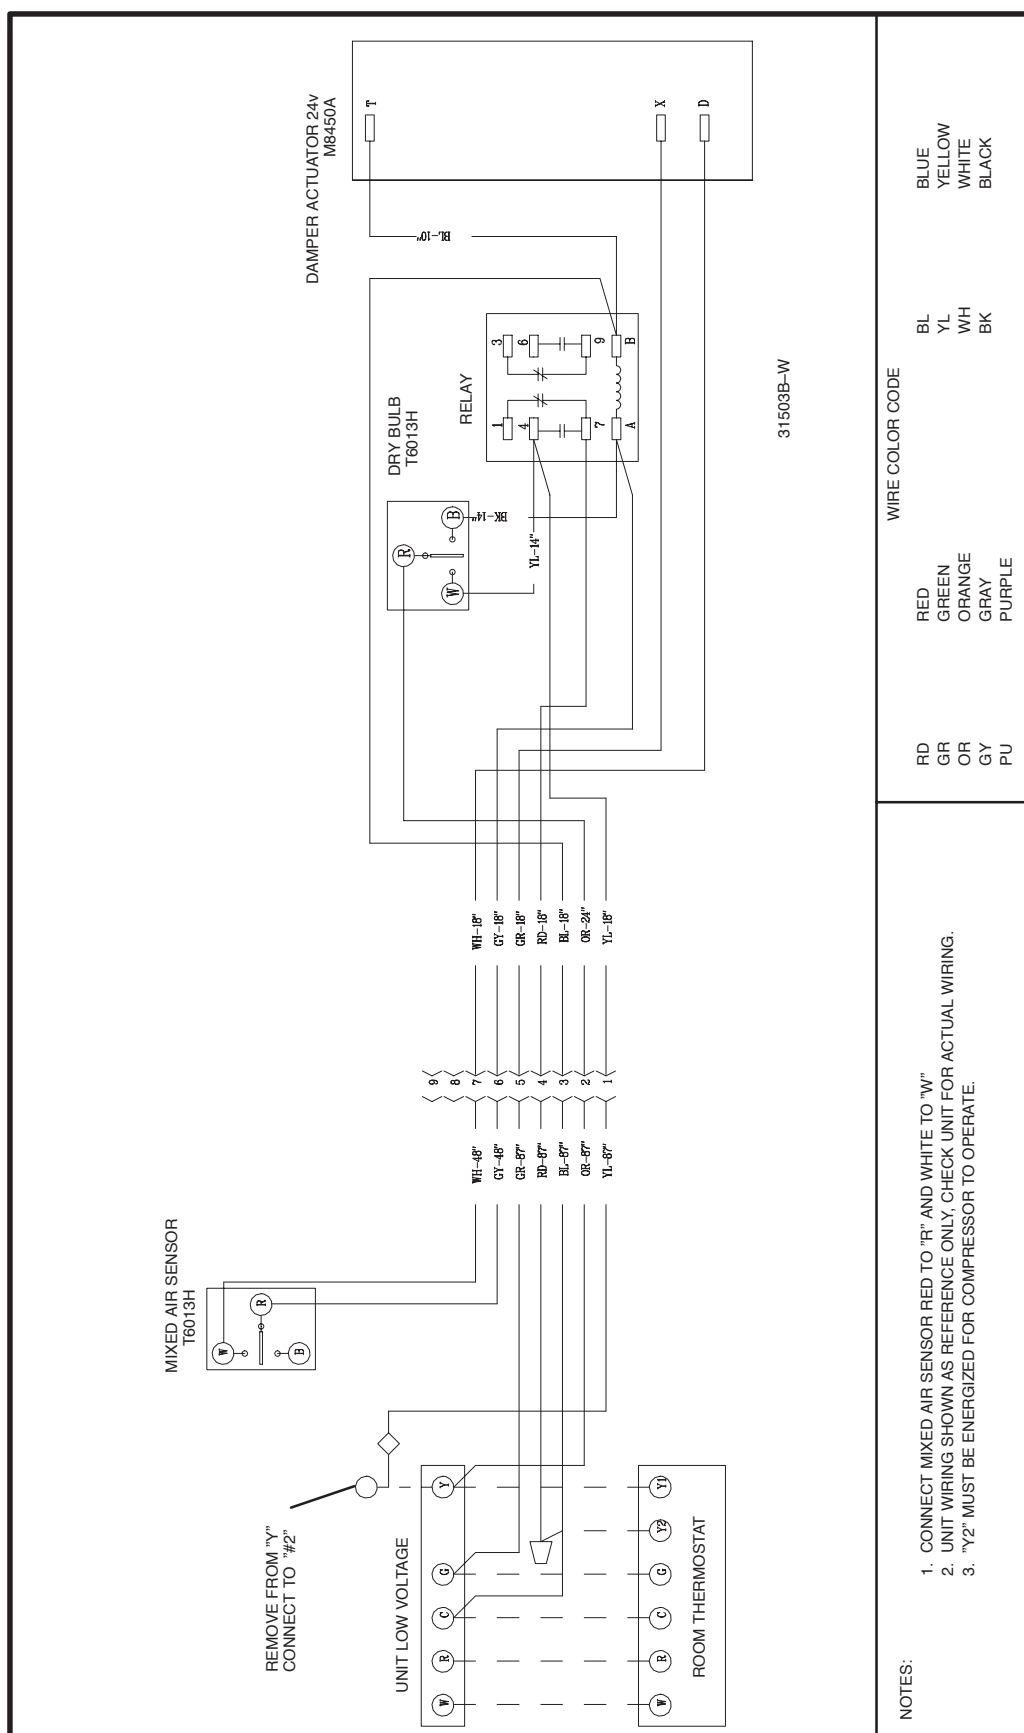 DAMPER ACTUATOR 24v
M8450A
T
X
D
BL-10"
RELAY
3
6
9
B
1
4
7
A
31503B-W
DRY BULB
T6013H
R
B
W
BK-14"
YL-14"
WH-18"
GY-18"
GR-18"
RD-18"
BL-18"
OR-24"
YL-18"
9
8
7
6
5
4
3
2
1
WH-48"
GY-48"
GR-87"
RD-87"
BL-87"
OR-87"
YL-87"
MIXED AIR SENSOR
T6013H
W
R
B
REMOVE FROM "Y"
CONNECT TO "#2"
UNIT LOW VOLTAGE
W
R
C
G
Y
ROOM THERMOSTAT
W
R
C
G
Y2
Y1
NOTES:
1. CONNECT MIXED AIR SENSOR RED TO "R" AND WHITE TO "W"
2. UNIT WIRING SHOWN AS REFERENCE ONLY, CHECK UNIT FOR ACTUAL WIRING.
3. "Y2" MUST BE ENERGIZED FOR COMPRESSOR TO OPERATE.
WIRE COLOR CODE
RD RED BL BLUE
GR GREEN YL YELLOW
OR ORANGE WH WHITE
GY GRAY BK BLACK
PU PURPLE